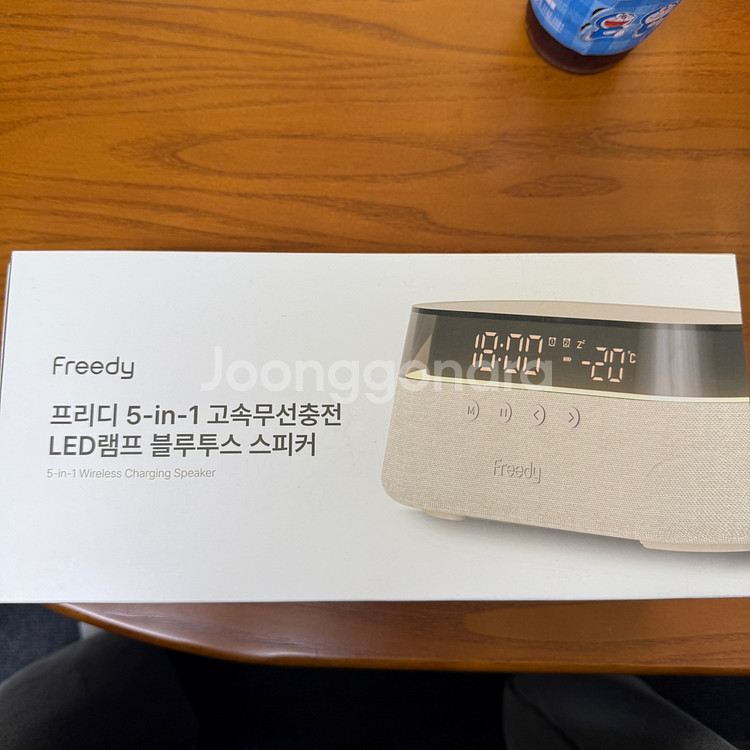 Freedy
프리디 5-in-1 고속무선충전
LED램프 블루투스 스피커
5-in-1 Wireless Charging Speaker
18:00 Z
-20°C
M
Freedy
Joonggonara